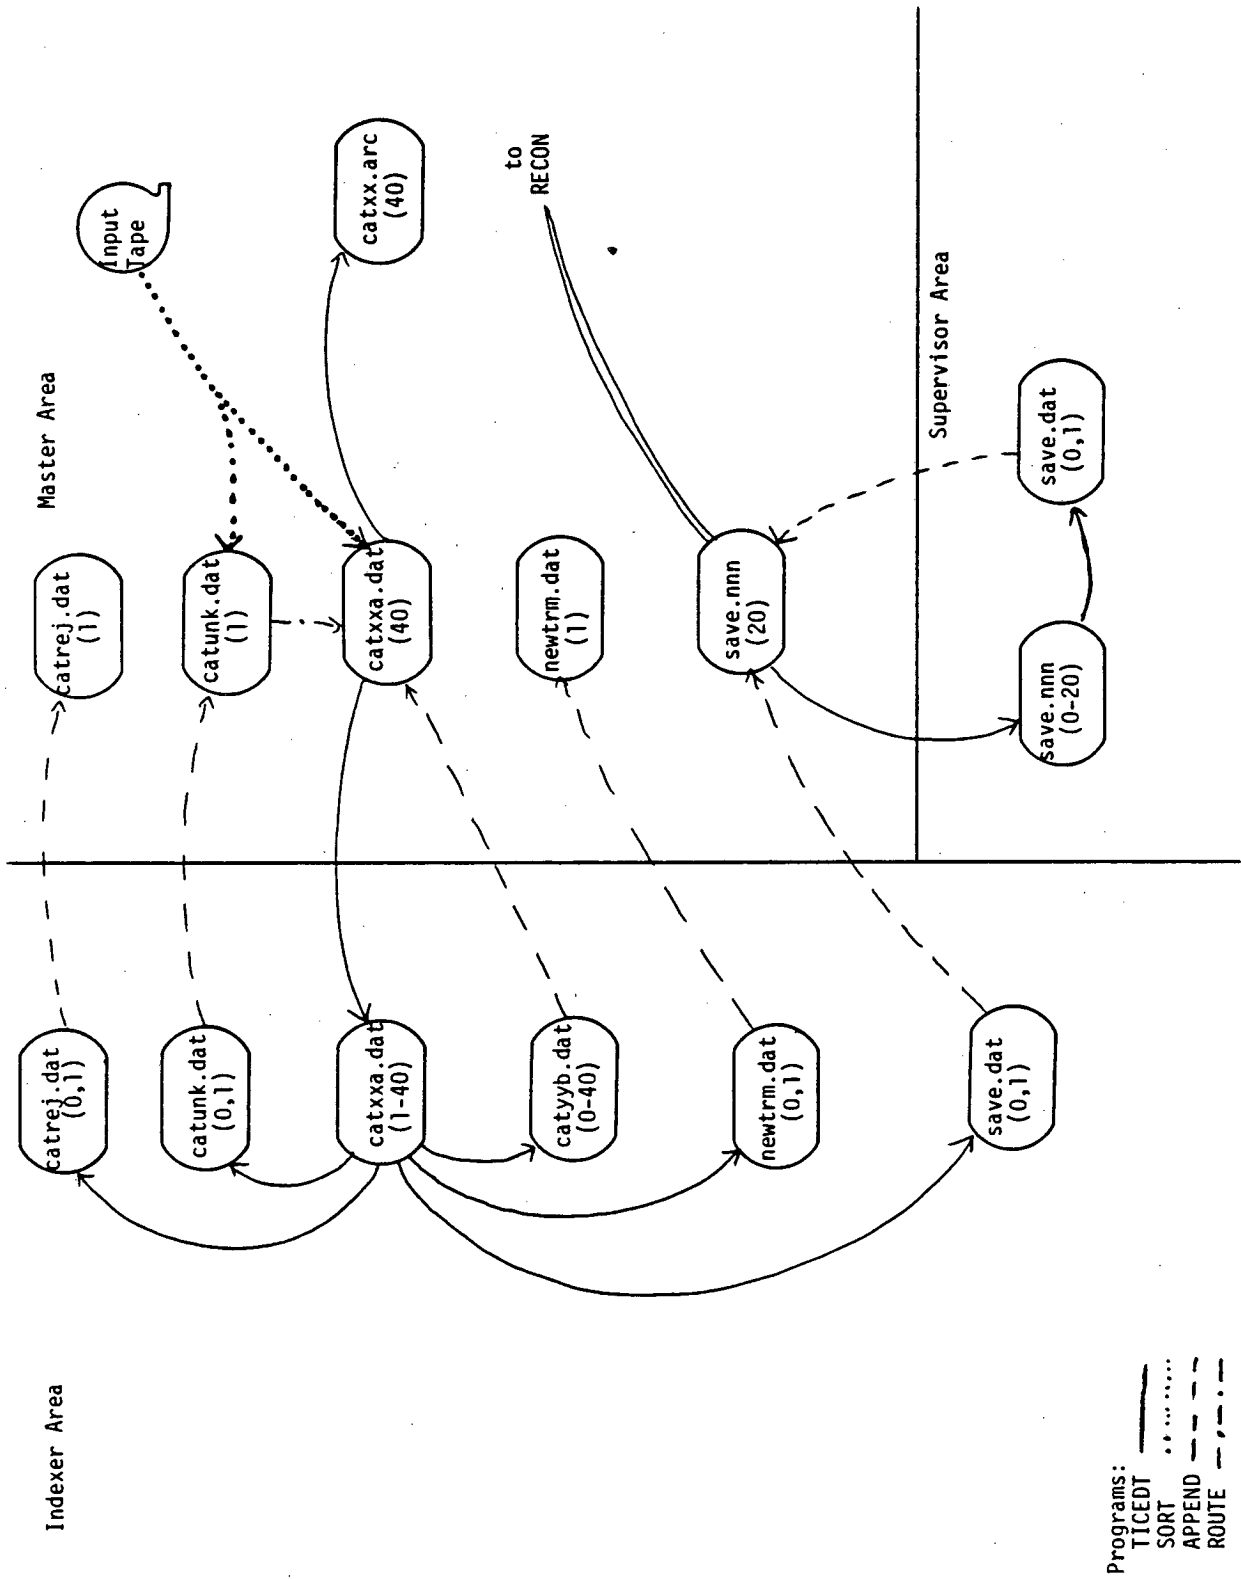 Indexer Area
Master Area
Supervisor Area
catrej.dat
(0,1)
catunk.dat
(0,1)
catxxa.dat
(1-40)
catyyb.dat
(0-40)
newtrm.dat
(0,1)
save.dat
(0,1)
catrej.dat
(1)
catunk.dat
(1)
catxxa.dat
(40)
newtrm.dat
(1)
save.nnn
(20)
Input
Tape
catxx.arc
(40)
to
RECON
save.nnn
(0-20)
save.dat
(0,1)
Programs:
TICEDT
SORT
APPEND
ROUTE